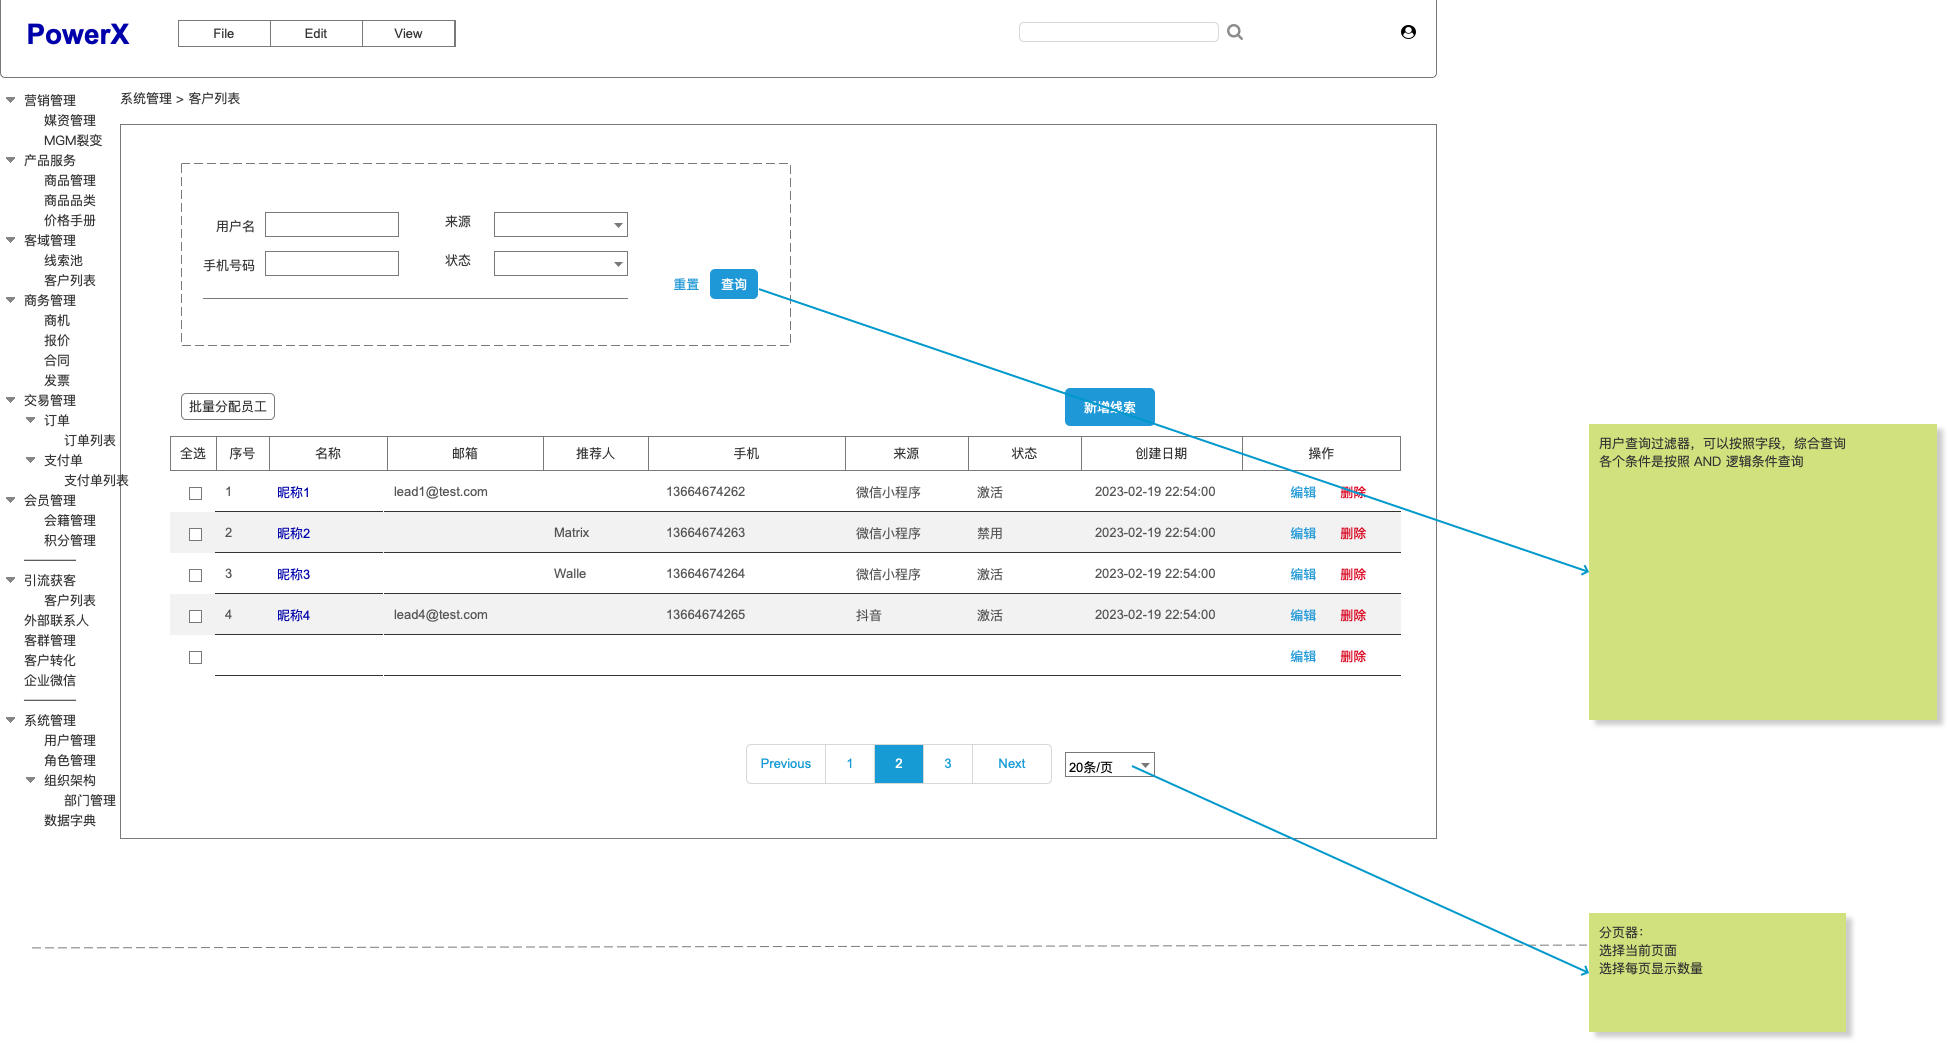 PowerX
File Edit View
系统管理 > 客户列表
营销管理
媒资管理
MGM裂变
产品服务
商品管理
商品品类
价格手册
客域管理
线索池
客户列表
商务管理
商机
报价
合同
发票
交易管理
订单
订单列表
支付单
支付单列表
会员管理
会籍管理
积分管理
引流获客
客户列表
外部联系人
客群管理
客户转化
企业微信
系统管理
用户管理
角色管理
组织架构
部门管理
数据字典
用户名 来源
手机号码 状态
重置 查询
批量分配员工 新增线索
全选 序号 名称 邮箱 推荐人 手机 来源 状态 创建日期 操作
1 昵称1 lead1@test.com 13664674262 微信小程序 激活 2023-02-19 22:54:00 编辑 删除
2 昵称2 Matrix 13664674263 微信小程序 禁用 2023-02-19 22:54:00 编辑 删除
3 昵称3 Walle 13664674264 微信小程序 激活 2023-02-19 22:54:00 编辑 删除
4 昵称4 lead4@test.com 13664674265 抖音 激活 2023-02-19 22:54:00 编辑 删除
编辑 删除
Previous 1 2 3 Next 20条/页
用户查询过滤器，可以按照字段，综合查询
各个条件是按照 AND 逻辑条件查询
分页器：
选择当前页面
选择每页显示数量